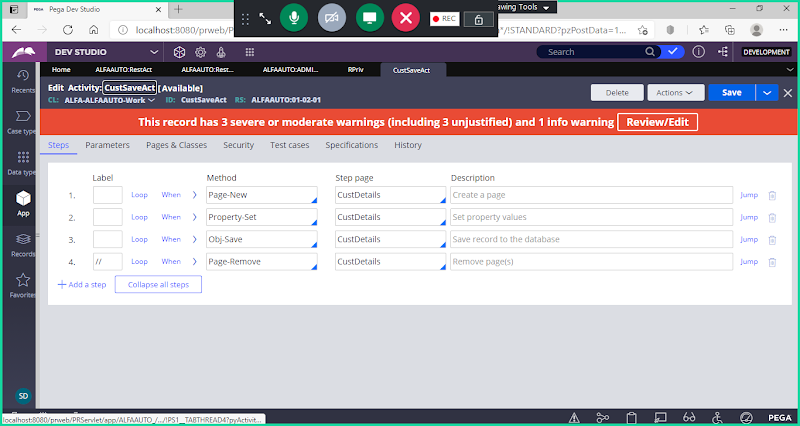 PEGA Pega Dev Studio
REC
awing Tools
localhost:8080/prweb/P
*/!STANDARD?pzPostData=1...
DEV STUDIO
Search
DEVELOPMENT
Home
ALFAAUTO:RestAct
ALFAAUTO:Rest...
ALFAAUTO:ADMI...
RPriv
CustSaveAct
Recents
Edit Activity: CustSaveAct [Available]
CL: ALFA-ALFAAUTO-Work ID: CustSaveAct RS: ALFAAUTO:01-02-01
Delete
Actions
Save
Case type
This record has 3 severe or moderate warnings (including 3 unjustified) and 1 info warning Review/Edit
Steps Parameters Pages & Classes Security Test cases Specifications History
Data type
Label Method Step page Description
1. Loop When Page-New CustDetails Create a page Jump
App
2. Loop When Property-Set CustDetails Set property values Jump
3. Loop When Obj-Save CustDetails Save record to the database Jump
Records
4. // Loop When Page-Remove CustDetails Remove page(s) Jump
+ Add a step Collapse all steps
Favorites
SD
localhost:8080/prweb/PRServlet/app/ALFAAUTO_/.../!PS1__TABTHREAD4?pyActivit...
PEGA